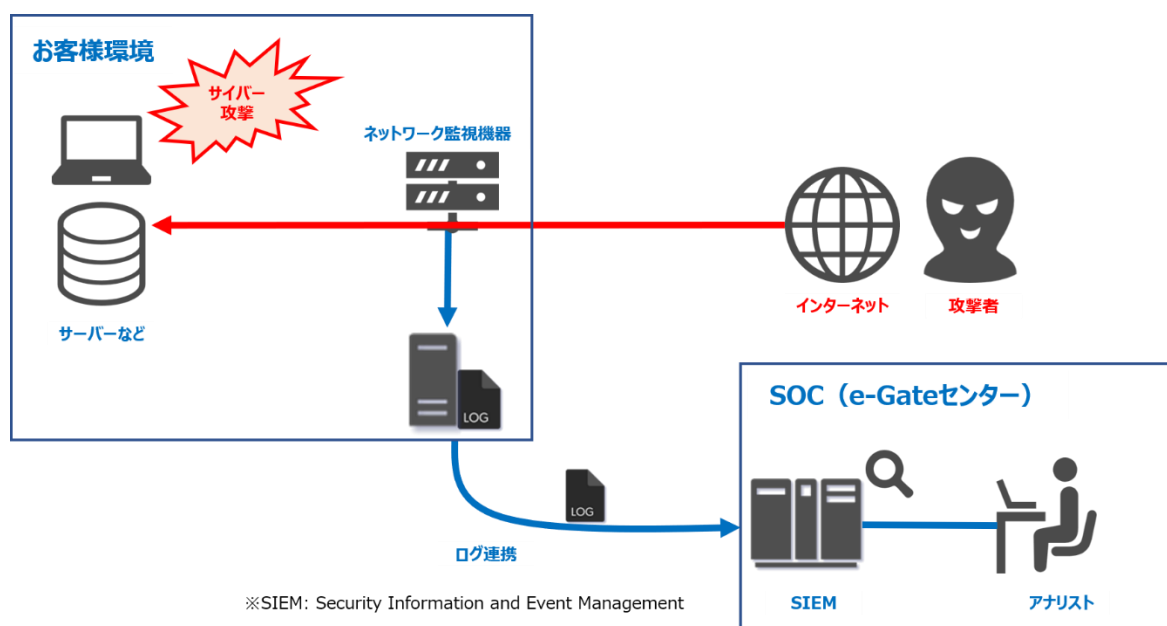 お客様環境
サイバー
攻撃
ネットワーク監視機器
サーバーなど
インターネット
攻撃者
LOG
SOC（e-Gateセンター）
LOG
ログ連携
SIEM
アナリスト
※SIEM: Security Information and Event Management